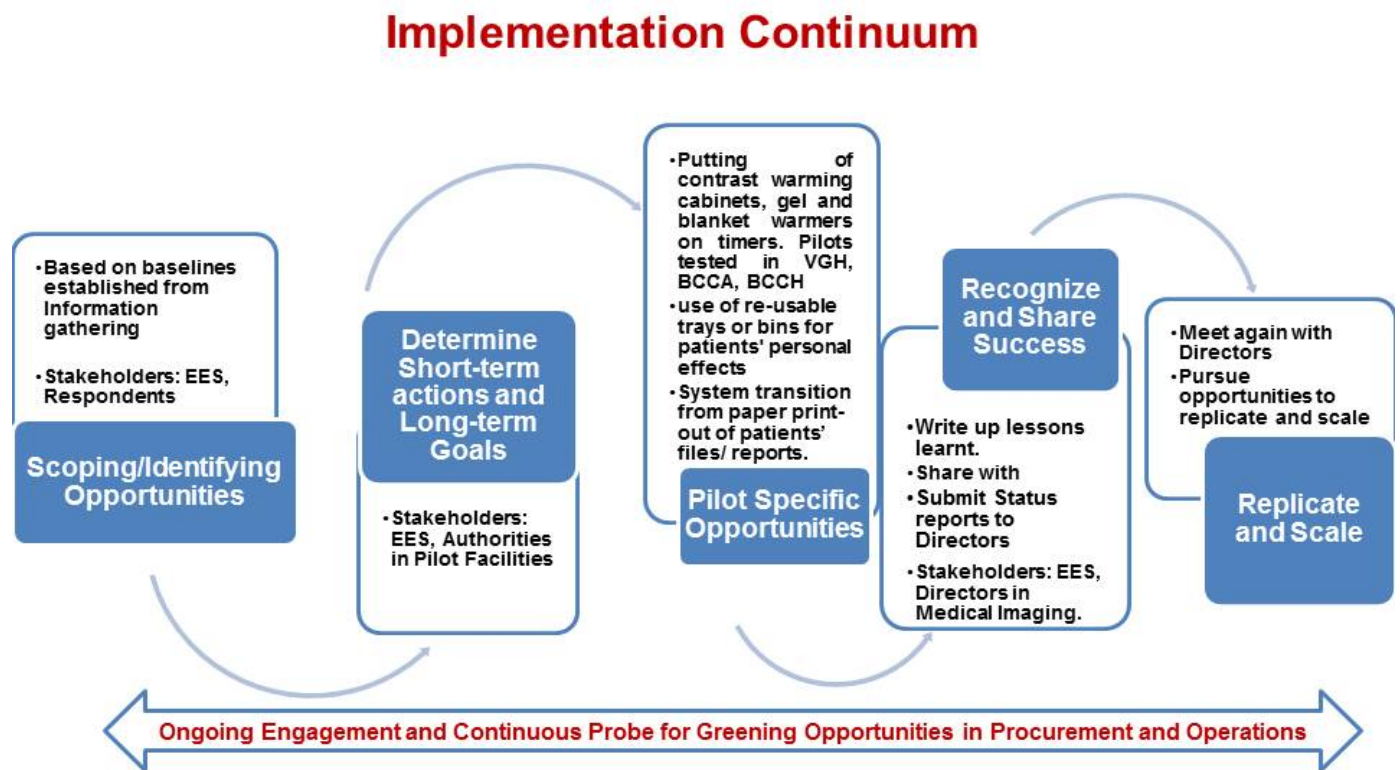 Implementation Continuum
•Based on baselines
established from
Information
gathering
•Stakeholders: EES,
Respondents
Scoping/Identifying
Opportunities
Determine
Short-term
actions and
Long-term
Goals
•Stakeholders:
EES, Authorities
in Pilot Facilities
•Putting of
contrast warming
cabinets, gel and
blanket warmers
on timers. Pilots
tested in VGH,
BCCA, BCCH
•use of re-usable
trays or bins for
patients' personal
effects
•System transition
from paper print-
out of patients’
files/ reports.
Pilot Specific
Opportunities
Recognize
and Share
Success
•Write up lessons
learnt.
•Share with
•Submit Status
reports to
Directors
•Stakeholders: EES,
Directors in
Medical Imaging.
•Meet again with
Directors
•Pursue
opportunities to
replicate and scale
Replicate
and Scale
Ongoing Engagement and Continuous Probe for Greening Opportunities in Procurement and Operations